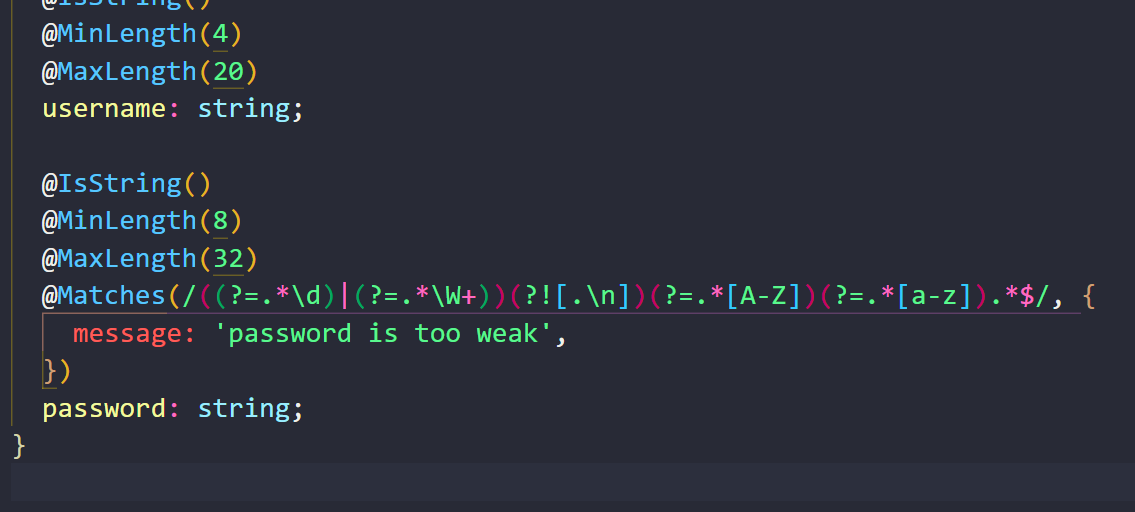 @IsString()
@MinLength(4)
@MaxLength(20)
username: string;
@IsString()
@MinLength(8)
@MaxLength(32)
@Matches(/((?=.*\d)|(?=.*\W+))(?![.\n])(?=.*[A-Z])(?=.*[a-z]).*$/, {
message: 'password is too weak',
})
password: string;
}